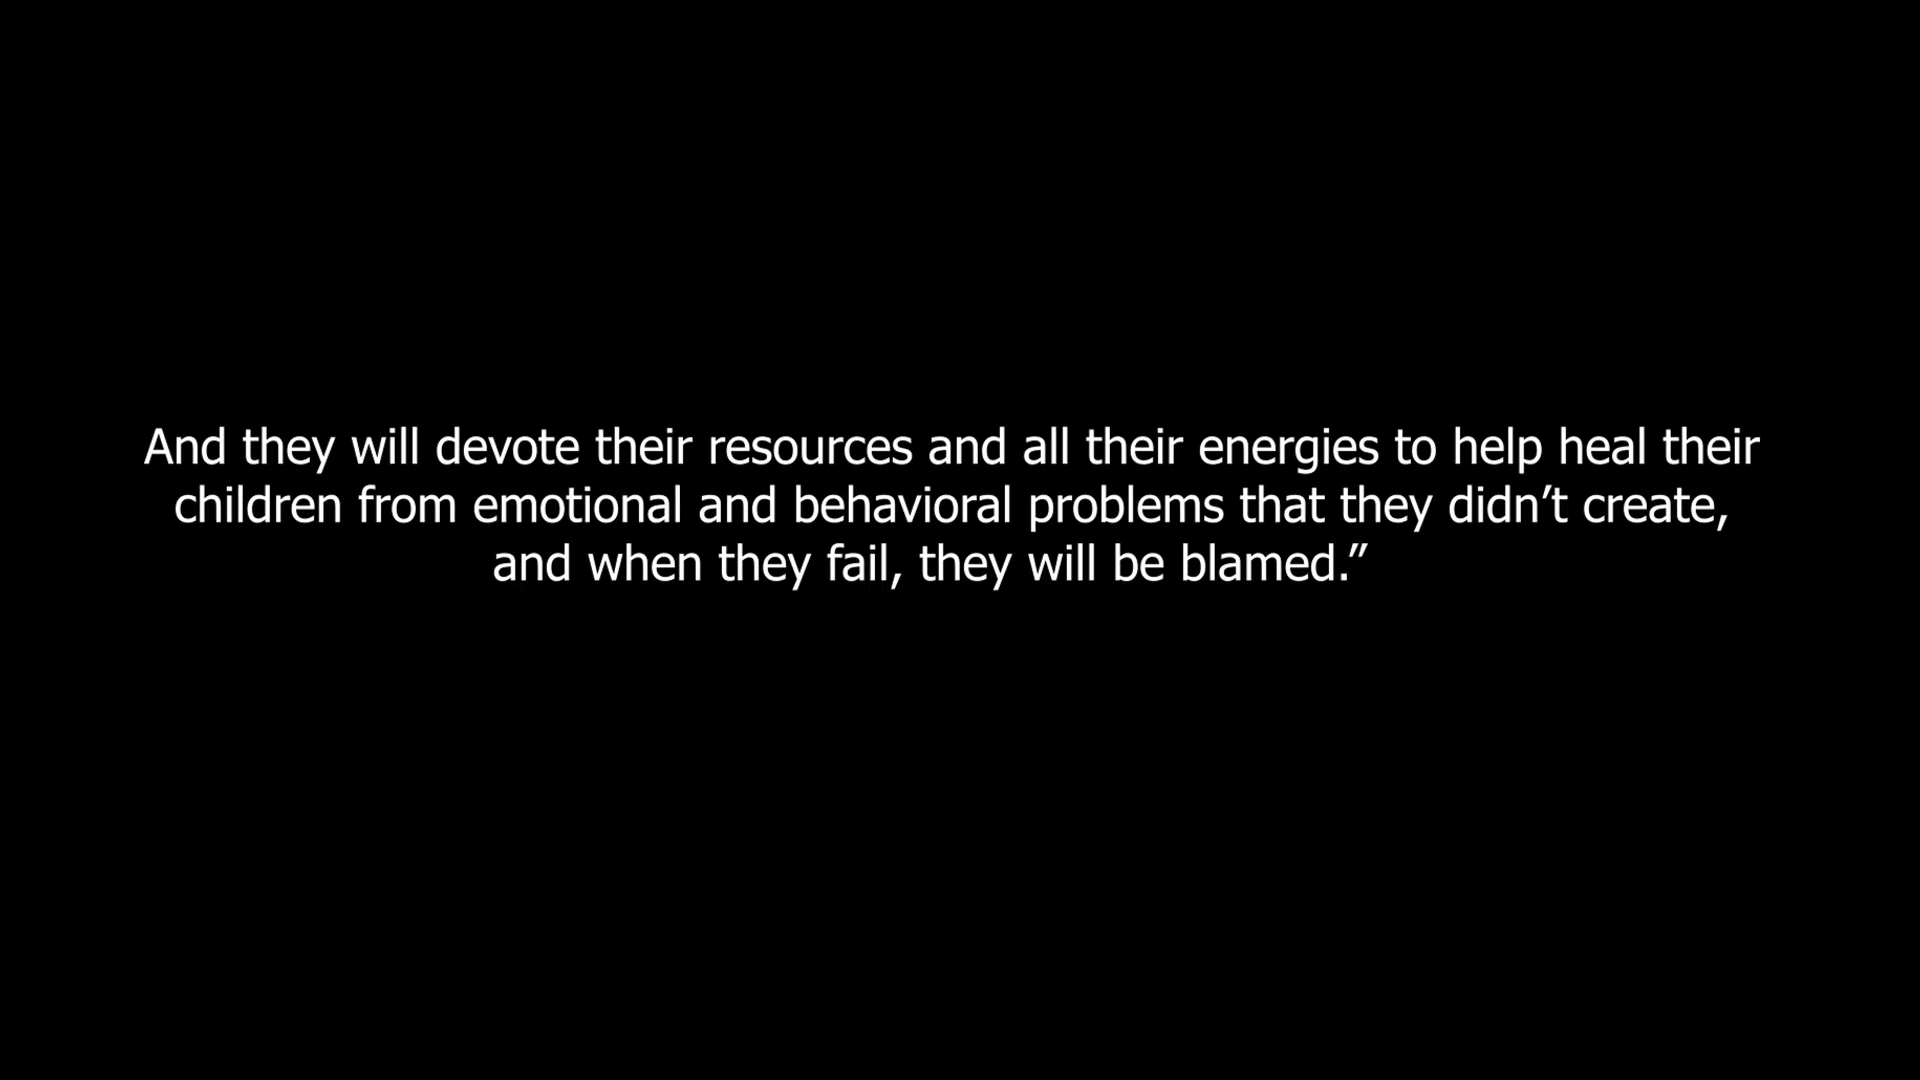 And they will devote their resources and all their energies to help heal their
children from emotional and behavioral problems that they didn’t create,
and when they fail, they will be blamed.”